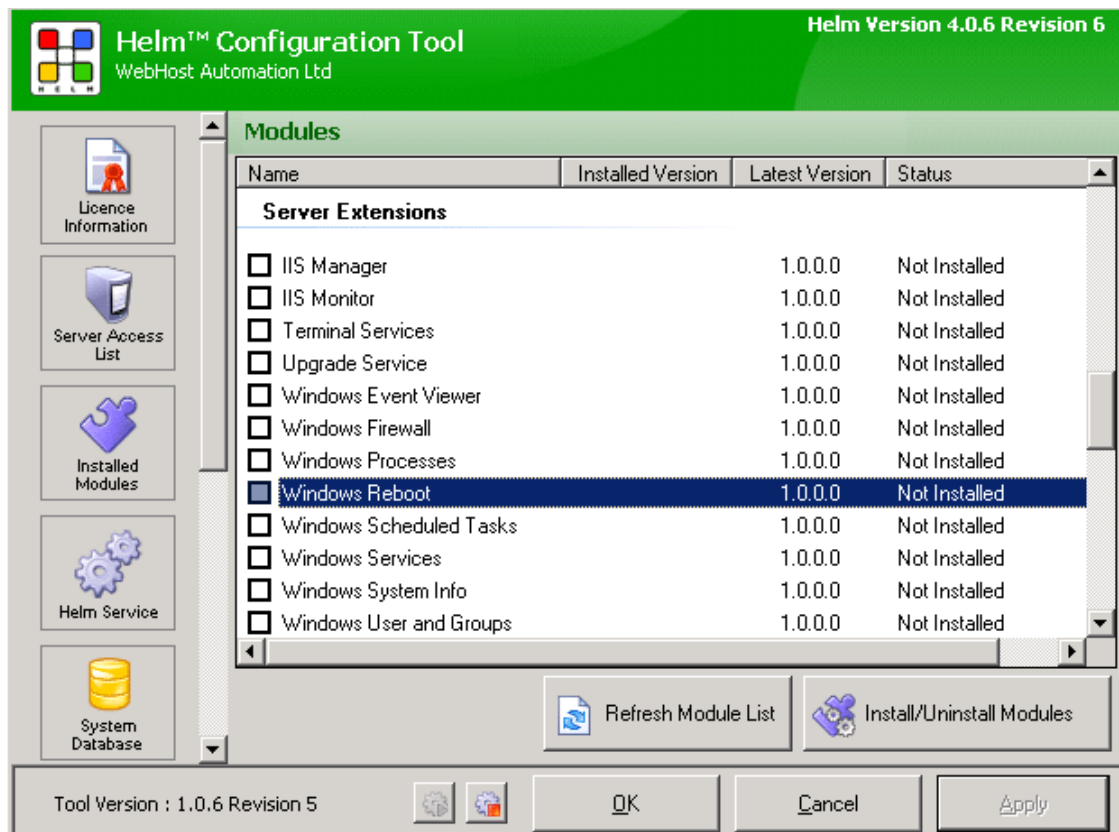 Helm Version 4.0.6 Revision 6
Helm™ Configuration Tool
WebHost Automation Ltd
H E L M
Modules
Name Installed Version Latest Version Status
Server Extensions
IIS Manager 1.0.0.0 Not Installed
IIS Monitor 1.0.0.0 Not Installed
Terminal Services 1.0.0.0 Not Installed
Upgrade Service 1.0.0.0 Not Installed
Windows Event Viewer 1.0.0.0 Not Installed
Windows Firewall 1.0.0.0 Not Installed
Windows Processes 1.0.0.0 Not Installed
Windows Reboot 1.0.0.0 Not Installed
Windows Scheduled Tasks 1.0.0.0 Not Installed
Windows Services 1.0.0.0 Not Installed
Windows System Info 1.0.0.0 Not Installed
Windows User and Groups 1.0.0.0 Not Installed
Licence
Information
Server Access
List
Installed
Modules
Helm Service
System
Database
Refresh Module List
Install/Uninstall Modules
Tool Version : 1.0.6 Revision 5
OK
Cancel
Apply